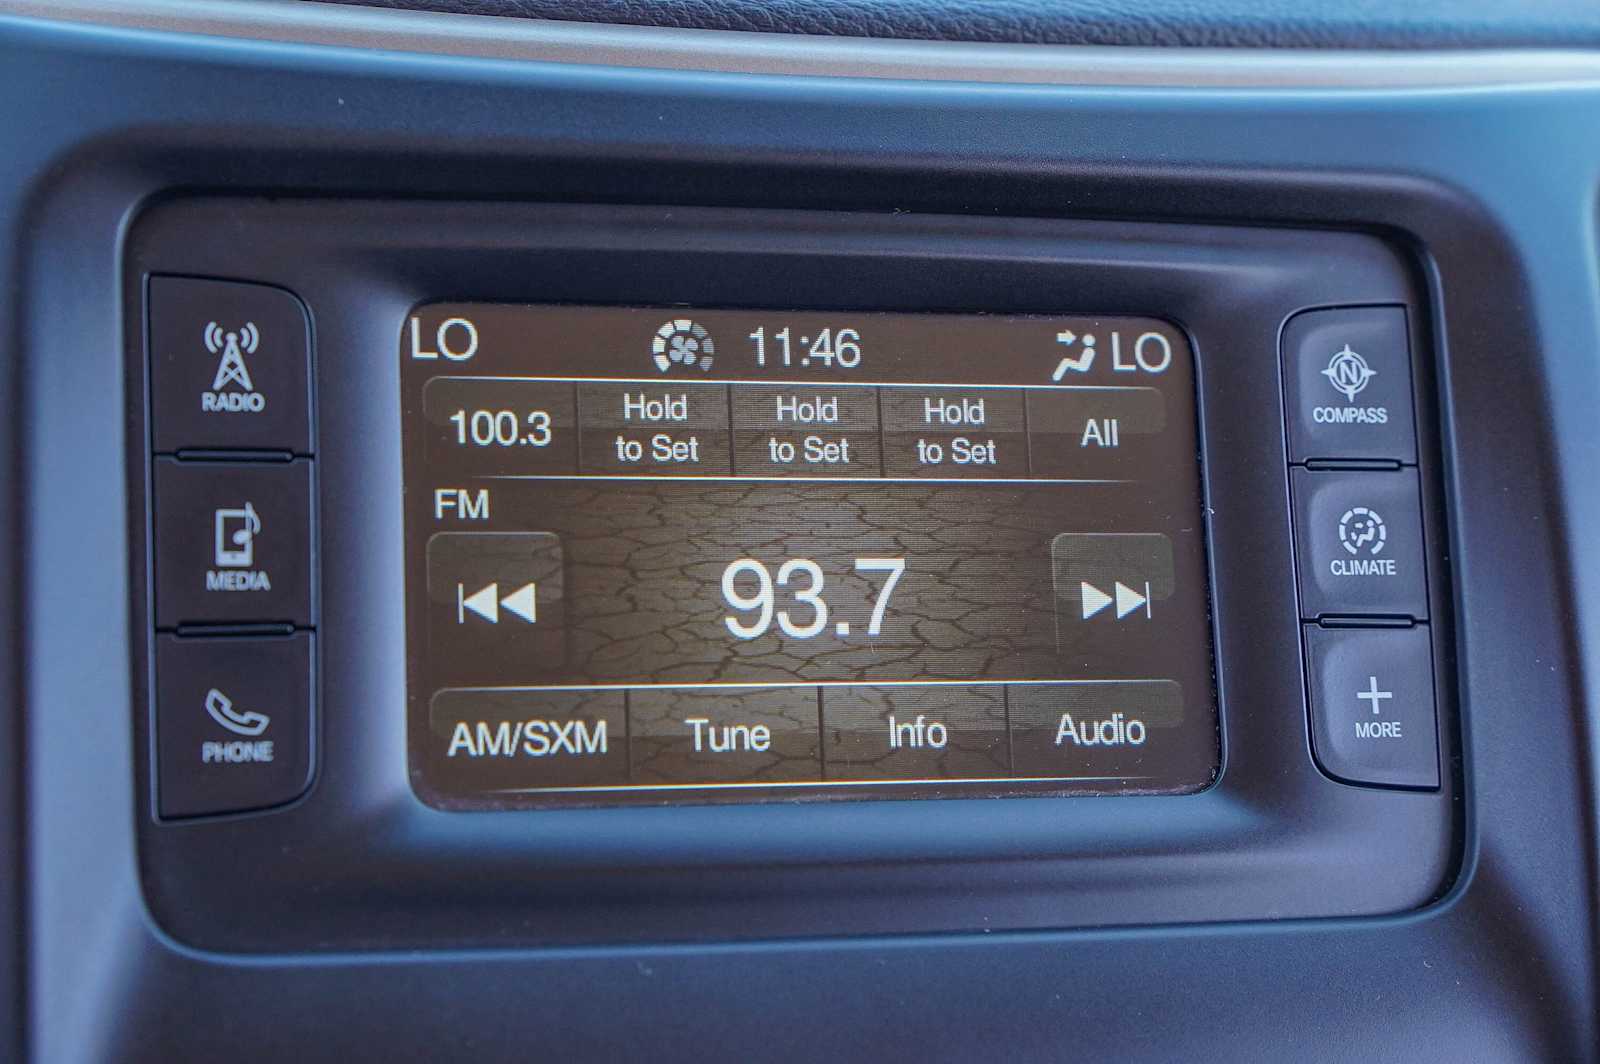 LO 11:46 LO
100.3 Hold to Set Hold to Set Hold to Set All
FM
93.7
AM/SXM Tune Info Audio
RADIO
MEDIA
PHONE
N
COMPASS
CLIMATE
MORE